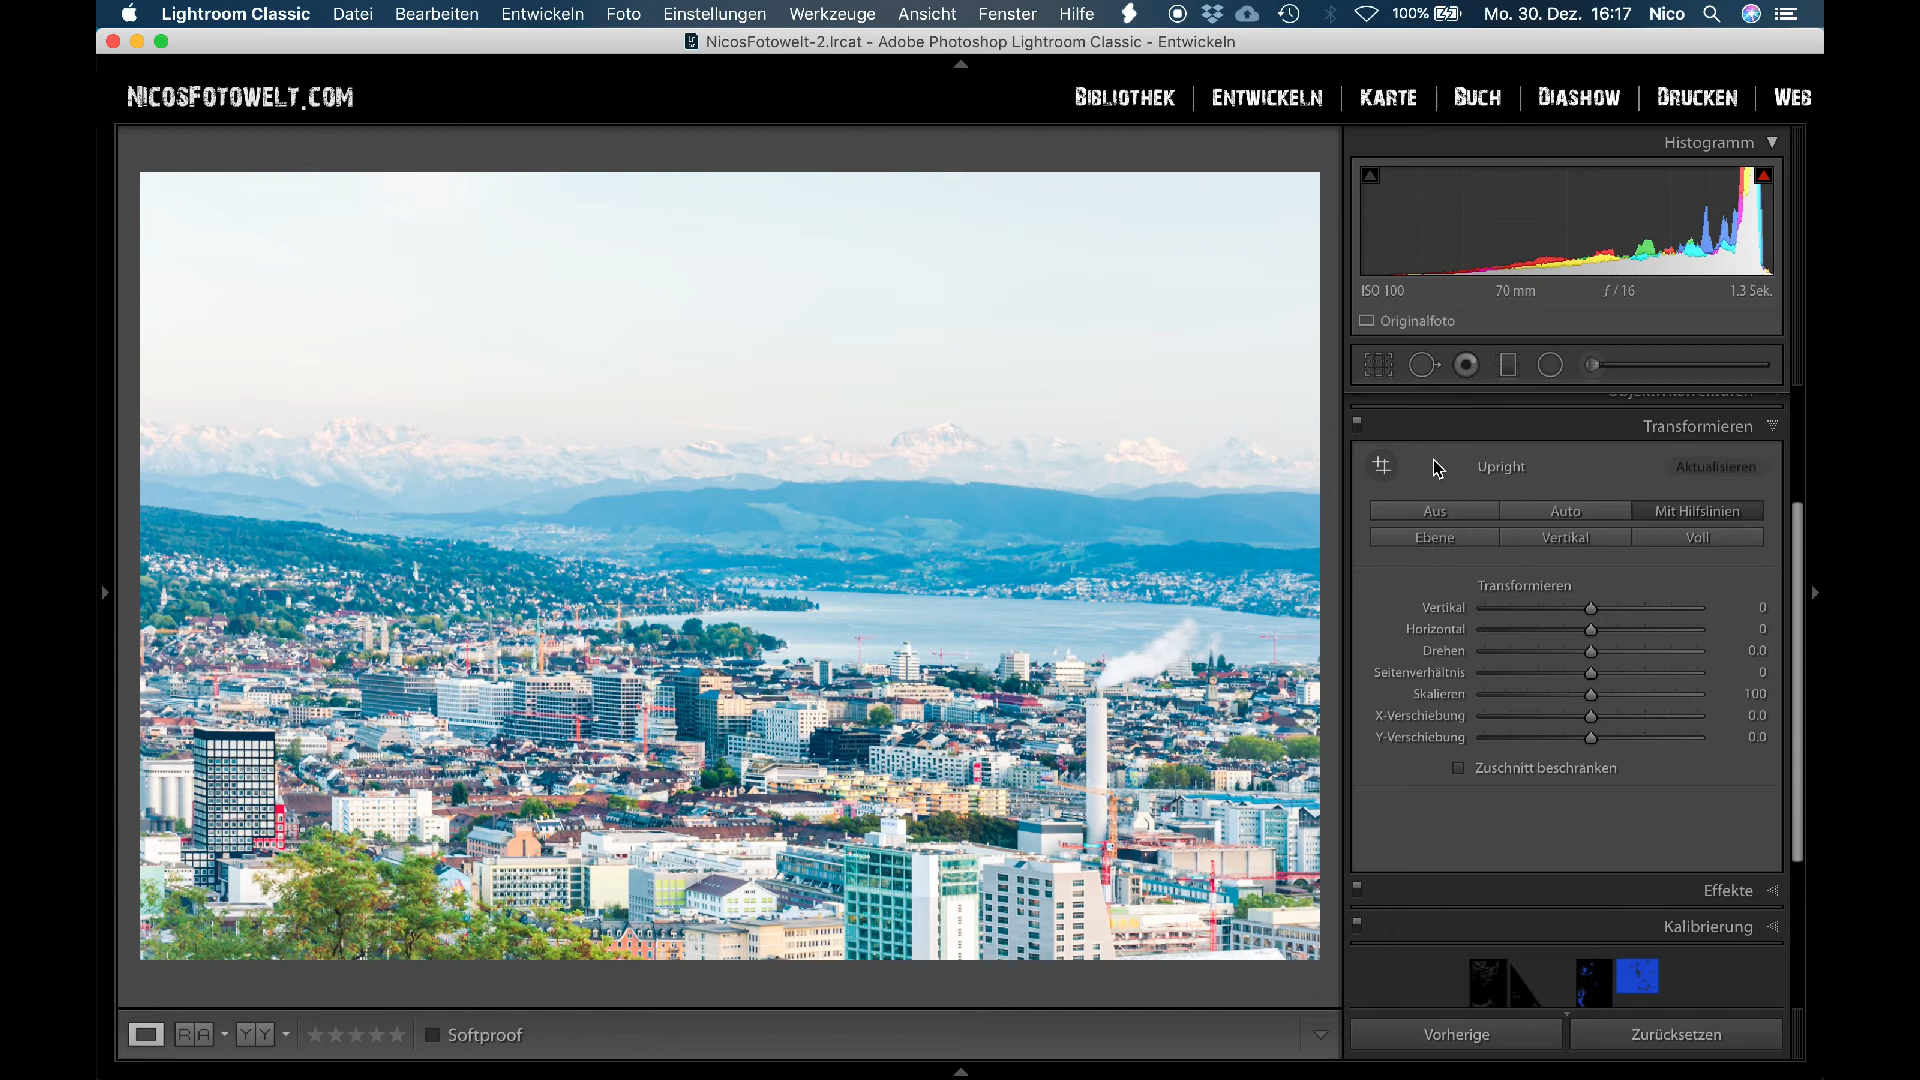 Lightroom Classic Datei Bearbeiten Entwickeln Foto Einstellungen Werkzeuge Ansicht Fenster Hilfe 100% Mo. 30. Dez. 16:17 Nico
NicosFotowelt-2.lrcat - Adobe Photoshop Lightroom Classic - Entwickeln
NicosFotowelt.com
Bibliothek Entwickeln Karte Buch Diashow Drucken Web
Histogramm
ISO 100 70 mm ƒ / 16 1.3 Sek.
Originalfoto
Objektivkorrekturen
Transformieren
Upright Aktualisieren
Aus Auto Mit Hilfslinien
Ebene Vertikal Voll
Transformieren
Vertikal 0
Horizontal 0
Drehen 0.0
Seitenverhältnis 0
Skalieren 100
X-Verschiebung 0.0
Y-Verschiebung 0.0
Zuschnitt beschränken
Effekte
Kalibrierung
R A Y Y Softproof
Vorherige Zurücksetzen